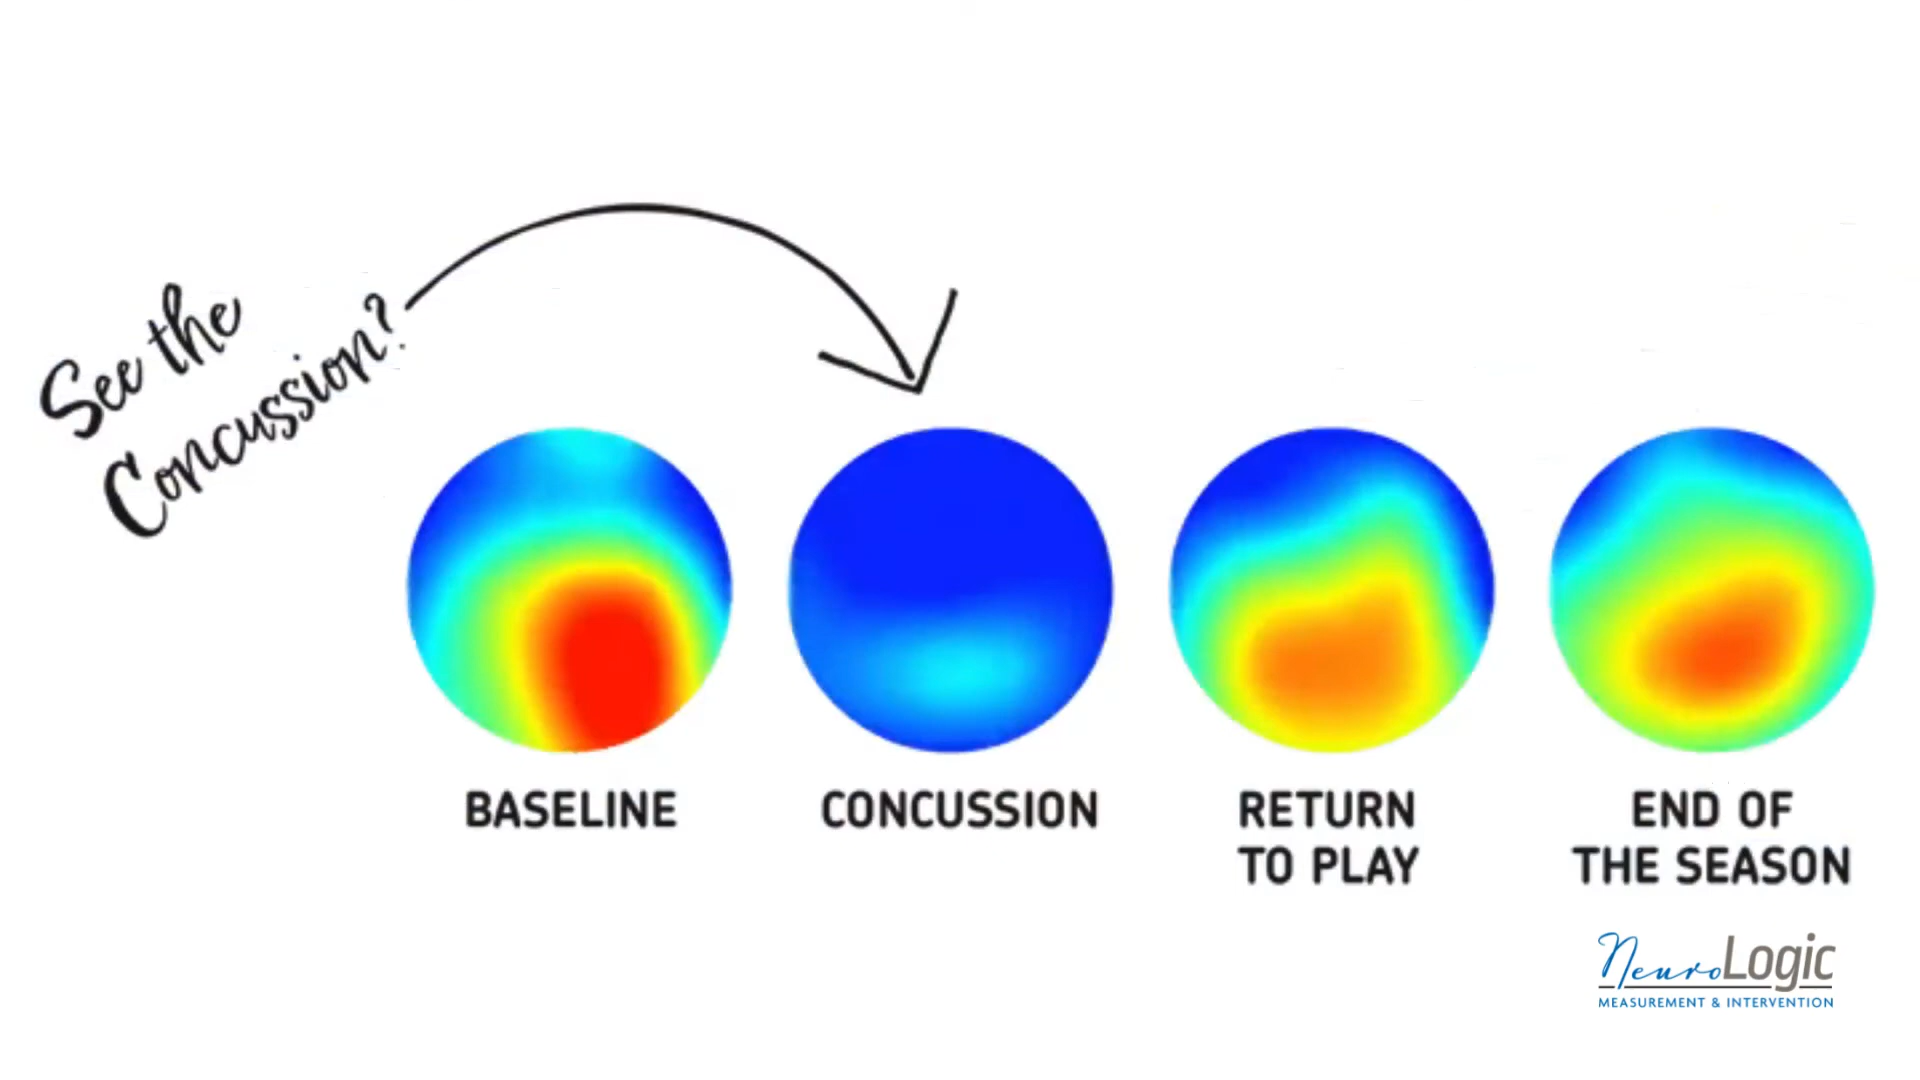 See the
Concussion?
BASELINE
CONCUSSION
RETURN
TO PLAY
END OF
THE SEASON
NeuroLogic
MEASUREMENT & INTERVENTION